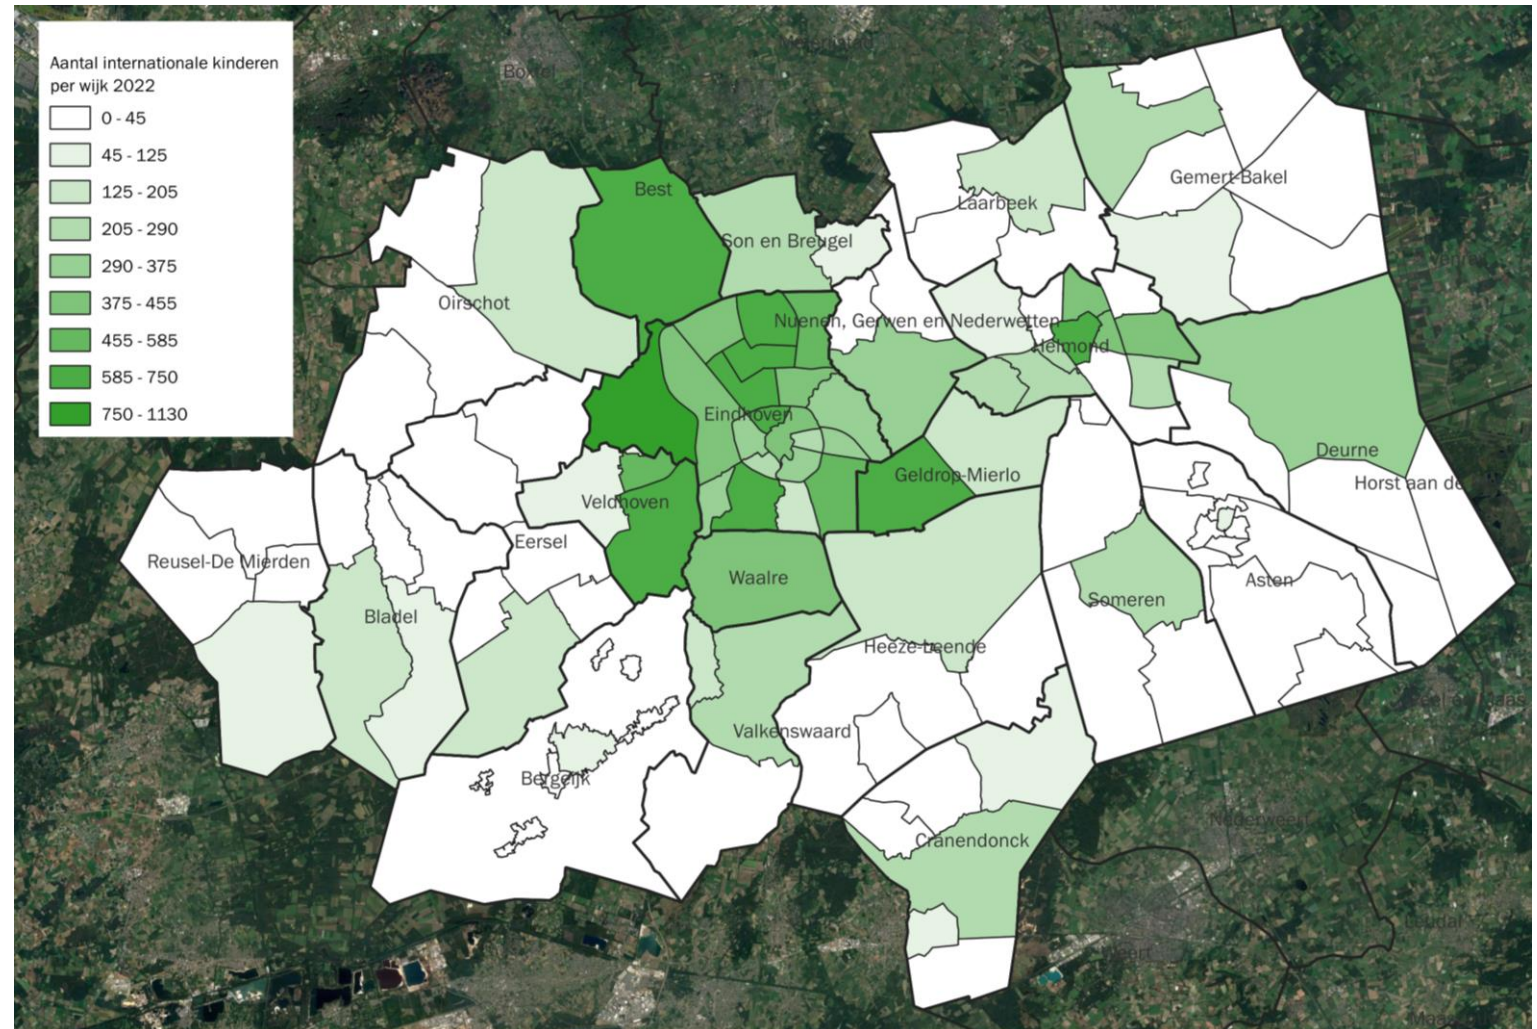 Aantal internationale kinderen
per wijk 2022
0 - 45
45 - 125
125 - 205
205 - 290
290 - 375
375 - 455
455 - 585
585 - 750
750 - 1130
Boxtel
Best
Gemert-Bakel
Laarbeek
Son en Breugel
Oirschot
Nuenen, Gerwen en Nederwetten
Helmond
Eindhoven
Deurne
Geldrop-Mierlo
Horst aan de
Veldhoven
Eersel
Reusel-De Mierden
Waalre
Asten
Someren
Bladel
Heeze-Leende
Valkenswaard
Bergeijk
Nederweert
Cranendonck
Leudal